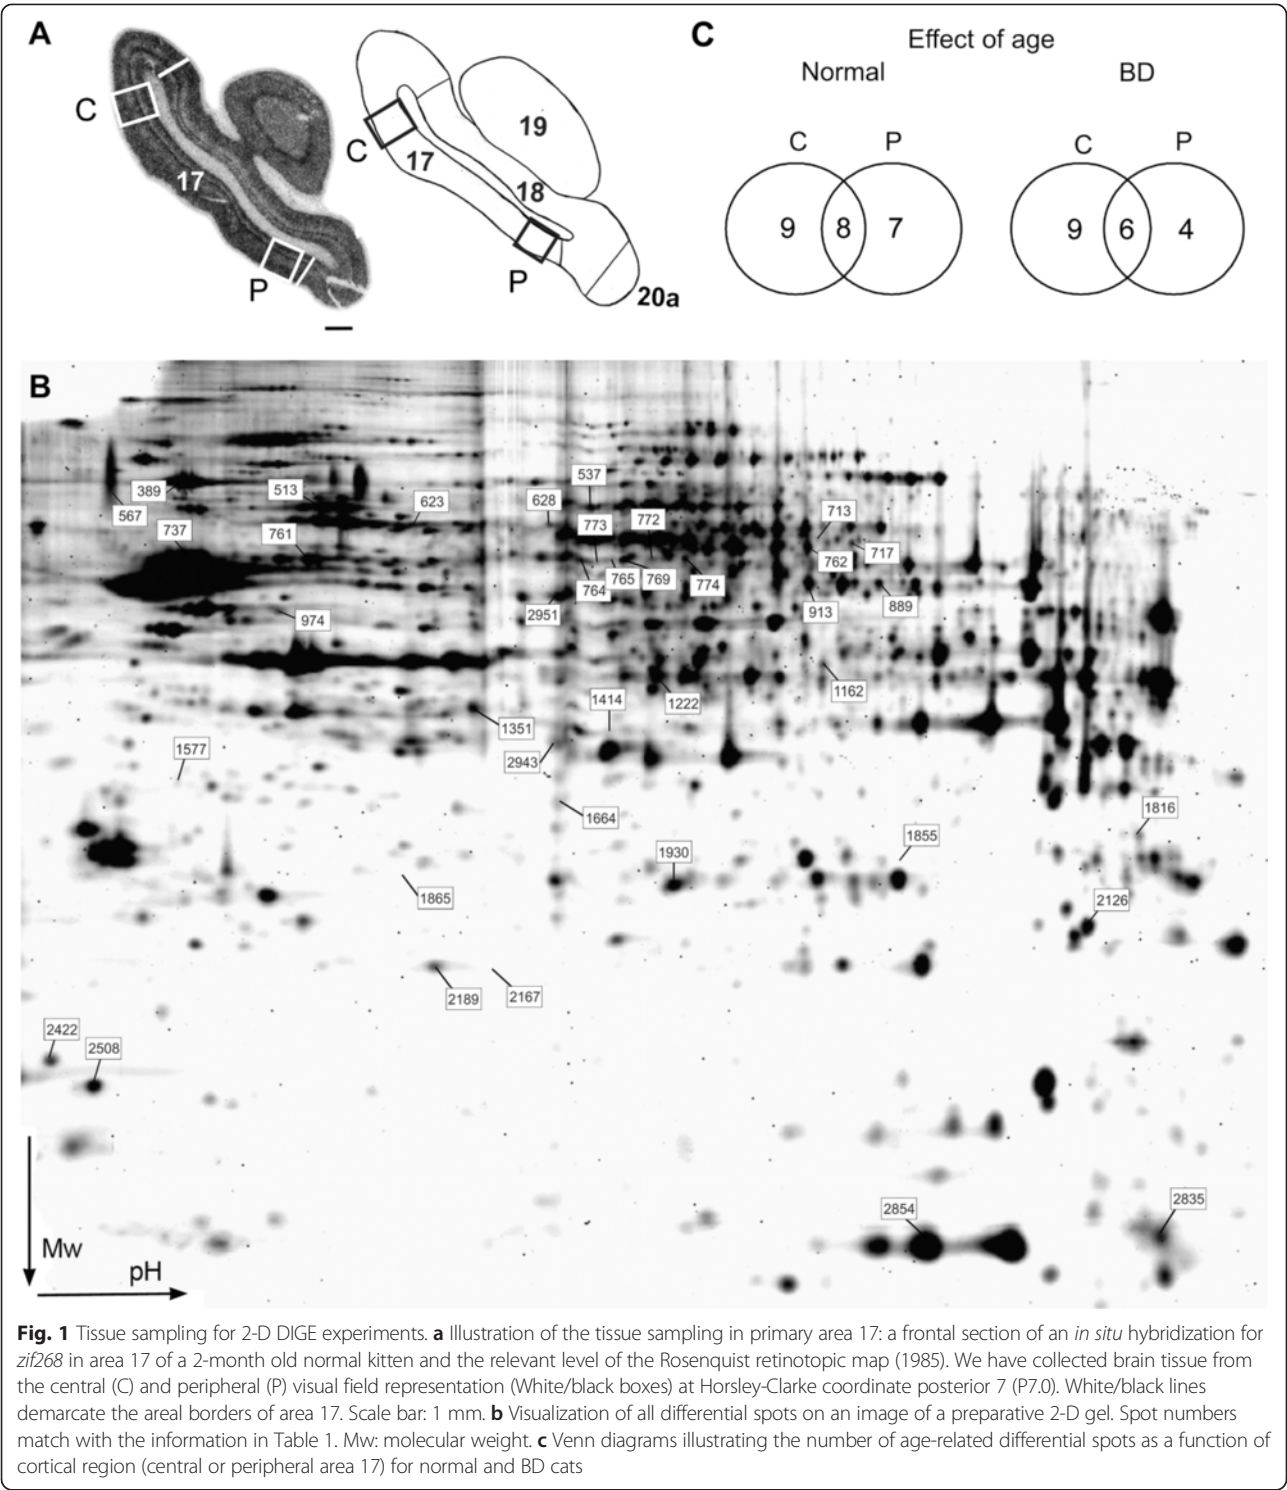 A
C
17
P
C
17
18
19
P
20a
C
Effect of age
Normal
BD
C
P
C
P
9
8
7
9
6
4
B
537
389
513
623
628
567
773
772
713
737
761
762
717
765
769
774
764
2951
913
889
974
1162
1414
1222
1351
1577
2943
1664
1816
1855
1930
1865
2126
2189
2167
2422
2508
2854
2835
Mw
pH
Fig. 1 Tissue sampling for 2-D DIGE experiments. a Illustration of the tissue sampling in primary area 17: a frontal section of an in situ hybridization for
zif268 in area 17 of a 2-month old normal kitten and the relevant level of the Rosenquist retinotopic map (1985). We have collected brain tissue from
the central (C) and peripheral (P) visual field representation (White/black boxes) at Horsley-Clarke coordinate posterior 7 (P7.0). White/black lines
demarcate the areal borders of area 17. Scale bar: 1 mm. b Visualization of all differential spots on an image of a preparative 2-D gel. Spot numbers
match with the information in Table 1. Mw: molecular weight. c Venn diagrams illustrating the number of age-related differential spots as a function of
cortical region (central or peripheral area 17) for normal and BD cats